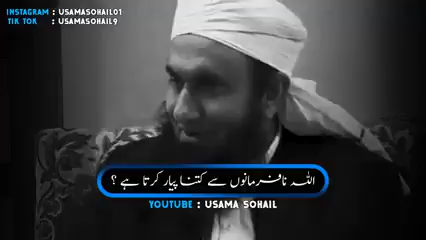 INSTAGRAM : USAMASOHAIL01
TIK TOK : USAMASOHAIL9
اللہ نافرمانوں سے کتنا پیار کرتا ہے ؟
YOUTUBE : USAMA SOHAIL